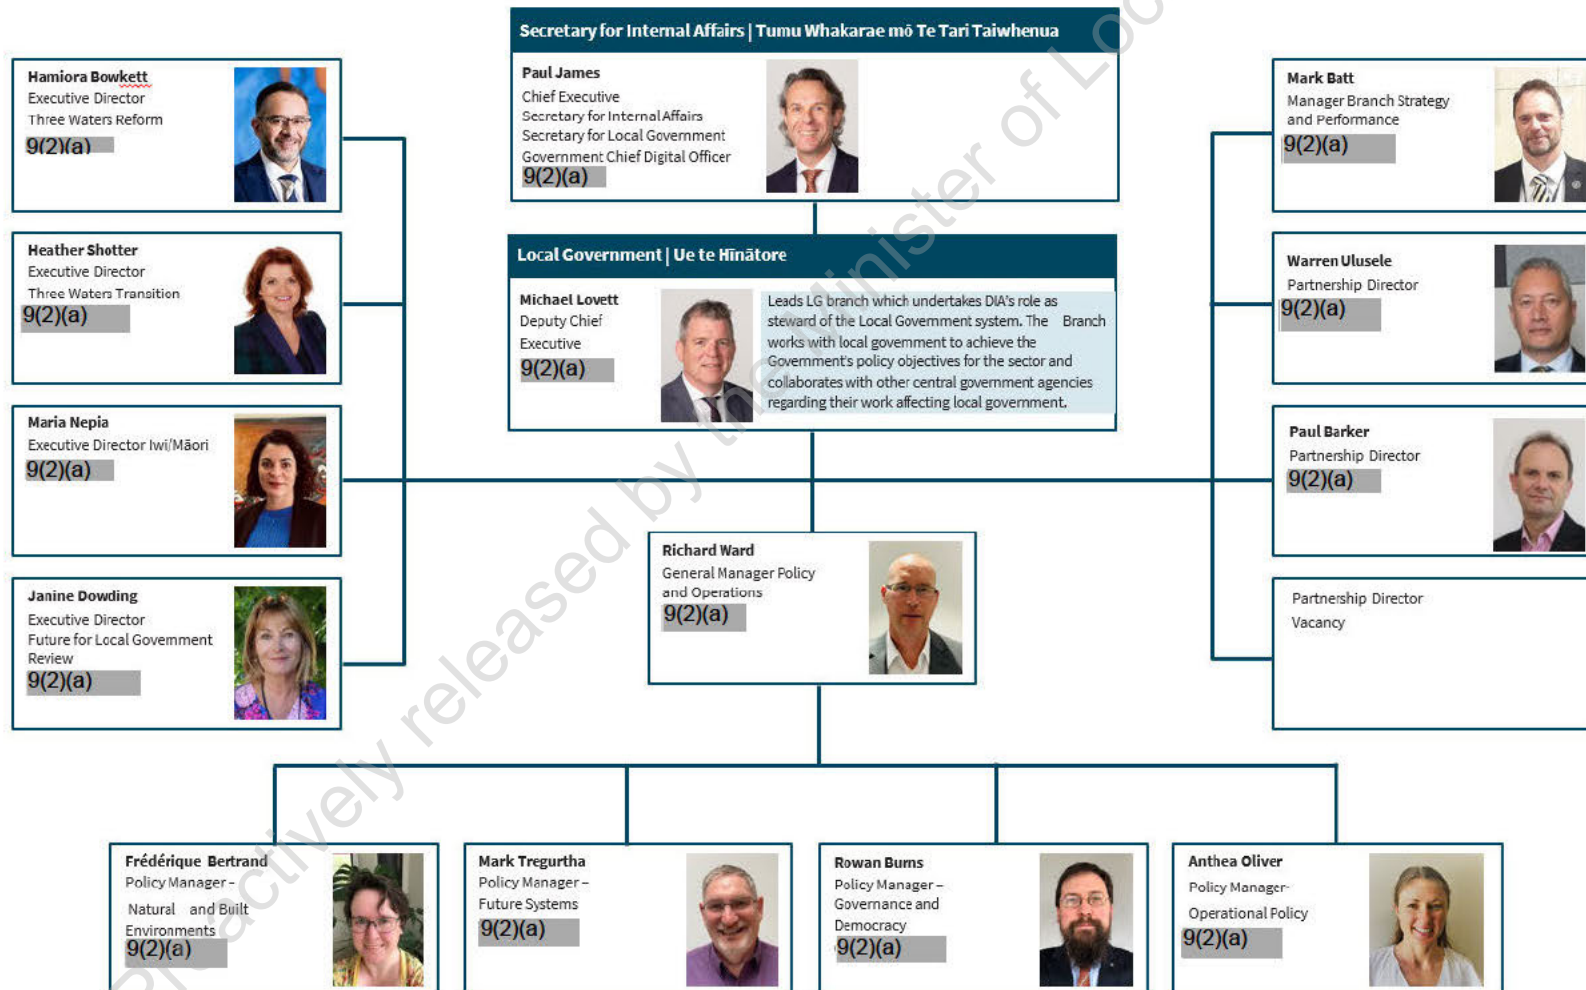 Secretary for Internal Affairs | Tumu Whakarae mō Te Tari Taiwhenua
Paul James
Chief Executive
Secretary for Internal Affairs
Secretary for Local Government
Government Chief Digital Officer
9(2)(a)
Hamiora Bowkett
Executive Director
Three Waters Reform
9(2)(a)
Mark Batt
Manager Branch Strategy
and Performance
9(2)(a)
Heather Shotter
Executive Director
Three Waters Transition
9(2)(a)
Local Government | Ue te Hīnātore
Michael Lovett
Deputy Chief
Executive
9(2)(a)
Leads LG branch which undertakes DIA's role as
steward of the Local Government system. The Branch
works with local government to achieve the
Government's policy objectives for the sector and
collaborates with other central government agencies
regarding their work affecting local government.
Warren Ulusele
Partnership Director
9(2)(a)
Maria Nepia
Executive Director Iwi/Māori
9(2)(a)
Paul Barker
Partnership Director
9(2)(a)
Richard Ward
General Manager Policy
and Operations
9(2)(a)
Janine Dowding
Executive Director
Future for Local Government
Review
9(2)(a)
Partnership Director
Vacancy
Frédérique Bertrand
Policy Manager –
Natural and Built
Environments
9(2)(a)
Mark Tregurtha
Policy Manager –
Future Systems
9(2)(a)
Rowan Burns
Policy Manager –
Governance and
Democracy
9(2)(a)
Anthea Oliver
Policy Manager-
Operational Policy
9(2)(a)
Proactively released by the Minister of Loc